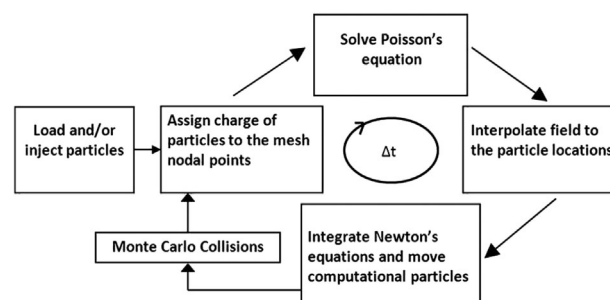 Solve Poisson's
equation
Load and/or
inject particles
Assign charge of
particles to the mesh
nodal points
Δt
Interpolate field to
the particle locations
Monte Carlo Collisions
Integrate Newton's
equations and move
computational particles